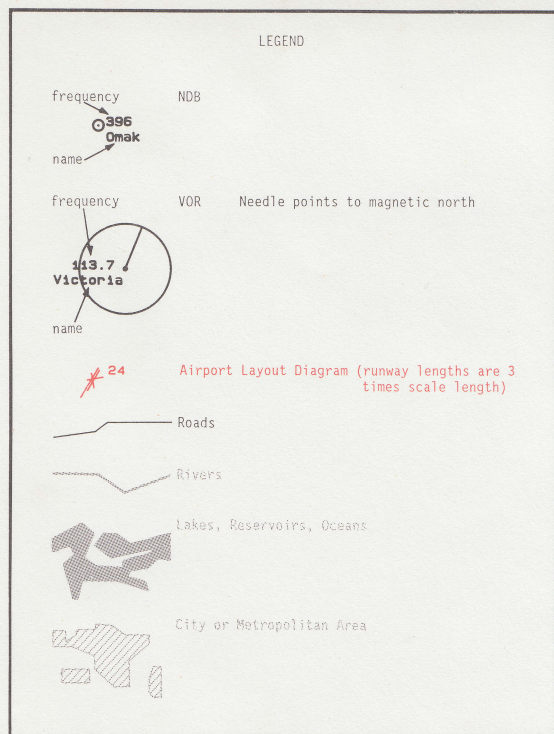 LEGEND
frequency NDB
396
Omak
name
frequency VOR Needle points to magnetic north
113.7
Victoria
name
24 Airport Layout Diagram (runway lengths are 3
times scale length)
Roads
Rivers
Lakes, Reservoirs, Oceans
City or Metropolitan Area